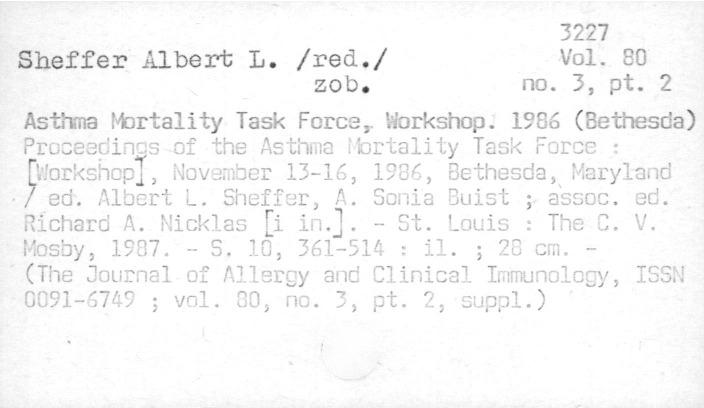 3227
Sheffer Albert L. /red./ Vol. 80
zob. no. 3, pt. 2
Asthma Mortality Task Force, Workshop. 1986 (Bethesda)
Proceedings of the Asthma Mortality Task Force :
[Workshop], November 13-16, 1986, Bethesda, Maryland
/ ed. Albert L. Sheffer, A. Sonia Buist ; assoc. ed.
Richard A. Nicklas [i in.]. - St. Louis : The C. V.
Mosby, 1987. - S. 10, 361-514 : il. ; 28 cm. -
(The Journal of Allergy and Clinical Immunology, ISSN
0091-6749 ; vol. 80, no. 3, pt. 2, suppl.)